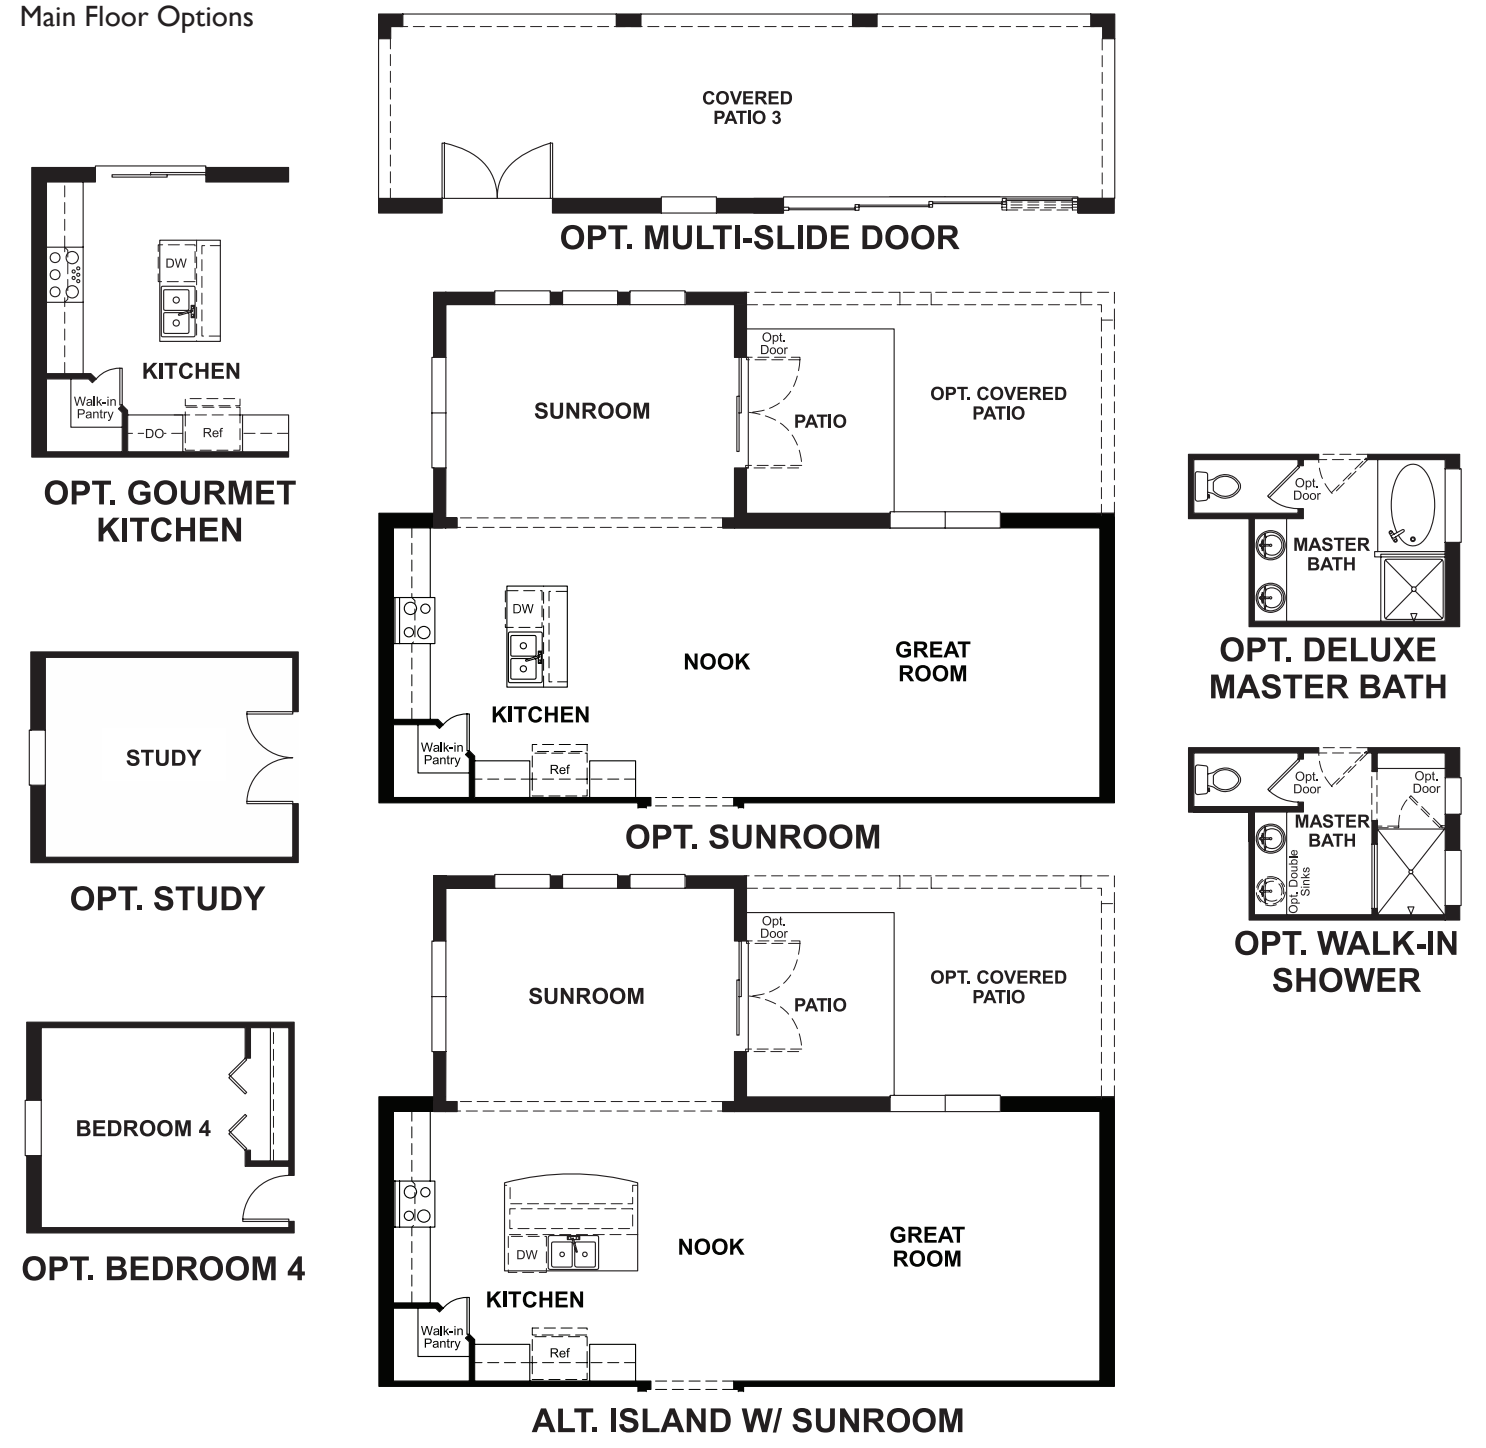 Main Floor Options
COVERED
PATIO 3
OPT. MULTI-SLIDE DOOR
DW
KITCHEN
Walk-in
Pantry
DO
Ref
OPT. GOURMET
KITCHEN
SUNROOM
Opt.
Door
PATIO
OPT. COVERED
PATIO
DW
NOOK
GREAT
ROOM
KITCHEN
Walk-in
Pantry
Ref
OPT. SUNROOM
Opt.
Door
MASTER
BATH
OPT. DELUXE
MASTER BATH
STUDY
OPT. STUDY
Opt.
Door
Opt.
Door
MASTER
BATH
Opt. Double
Sinks
OPT. WALK-IN
SHOWER
SUNROOM
Opt.
Door
PATIO
OPT. COVERED
PATIO
DW
NOOK
GREAT
ROOM
KITCHEN
Walk-in
Pantry
Ref
ALT. ISLAND W/ SUNROOM
BEDROOM 4
OPT. BEDROOM 4